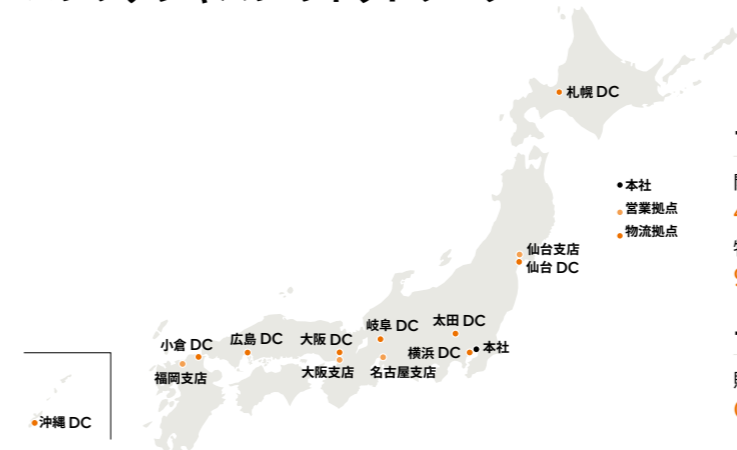 札幌 DC
本社
営業拠点
物流拠点
仙台支店
仙台 DC
岐阜 DC
太田 DC
小倉 DC
広島 DC
大阪 DC
横浜 DC
本社
福岡支店
大阪支店
名古屋支店
沖縄 DC